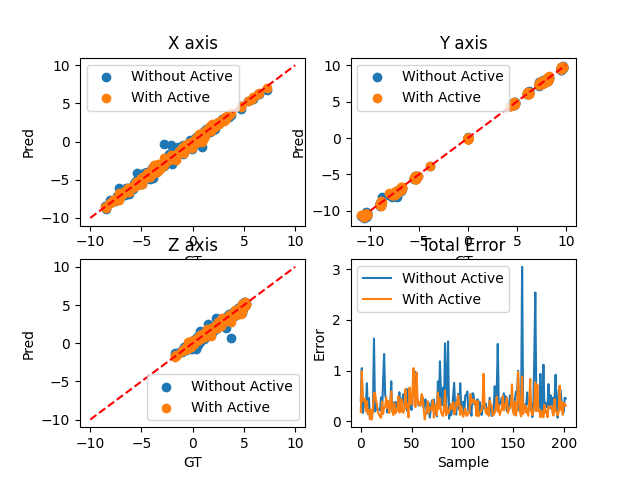 X axis
Pred
10
5
0
−5
−10
Without Active
With Active
−10
−5
0
5
10
GT
Y axis
Pred
10
5
0
−5
−10
Without Active
With Active
−10
−5
0
5
10
GT
Z axis
Pred
10
5
0
−5
−10
Without Active
With Active
−10
−5
0
5
10
GT
Total Error
Error
3
2
1
0
Without Active
With Active
0
50
100
150
200
Sample